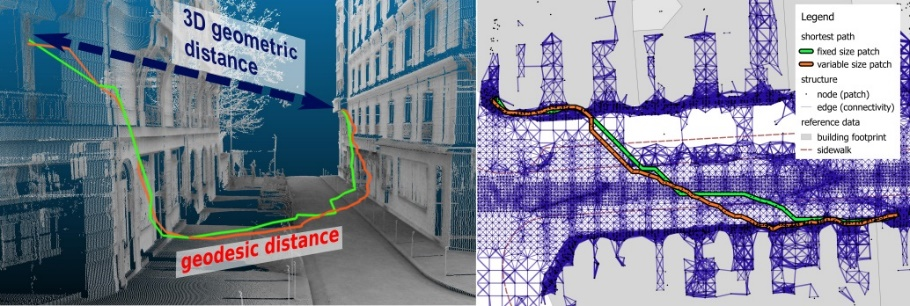 3D geometric
distance
geodesic distance
Legend
shortest path
fixed size patch
variable size patch
structure
node (patch)
edge (connectivity)
reference data
building footprint
sidewalk